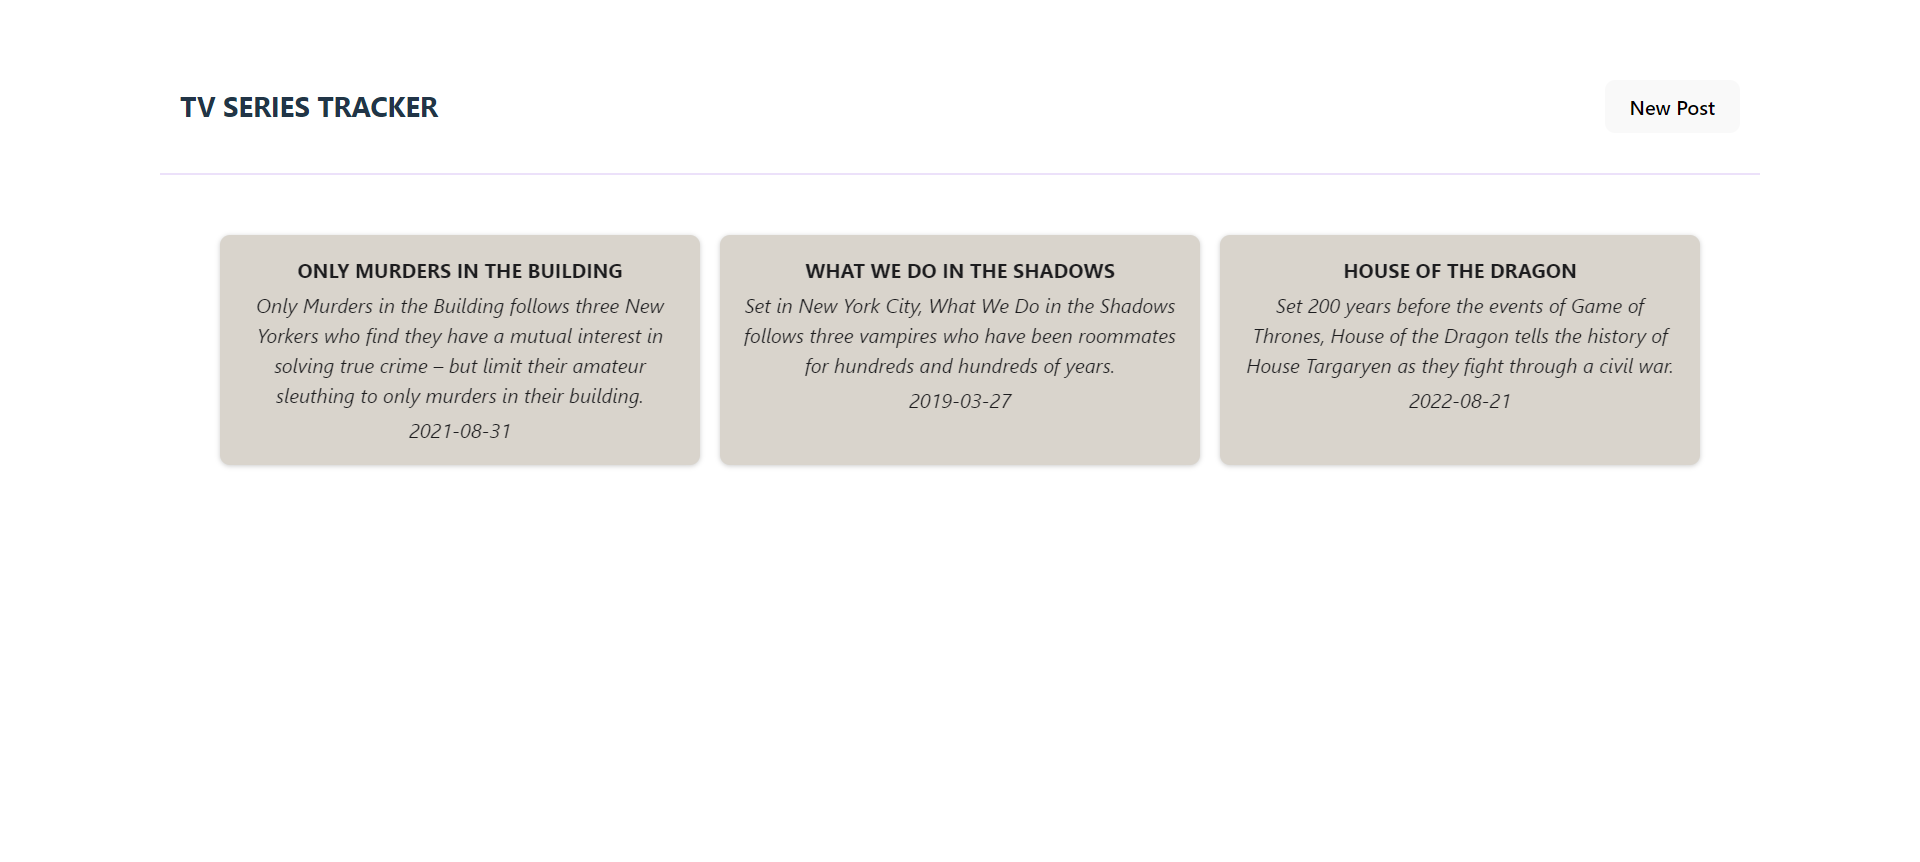 TV SERIES TRACKER
New Post
ONLY MURDERS IN THE BUILDING
Only Murders in the Building follows three New
Yorkers who find they have a mutual interest in
solving true crime – but limit their amateur
sleuthing to only murders in their building.
2021-08-31
WHAT WE DO IN THE SHADOWS
Set in New York City, What We Do in the Shadows
follows three vampires who have been roommates
for hundreds and hundreds of years.
2019-03-27
HOUSE OF THE DRAGON
Set 200 years before the events of Game of
Thrones, House of the Dragon tells the history of
House Targaryen as they fight through a civil war.
2022-08-21